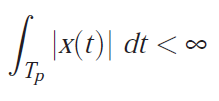 ∫_{T_p} |x(t)| dt < ∞